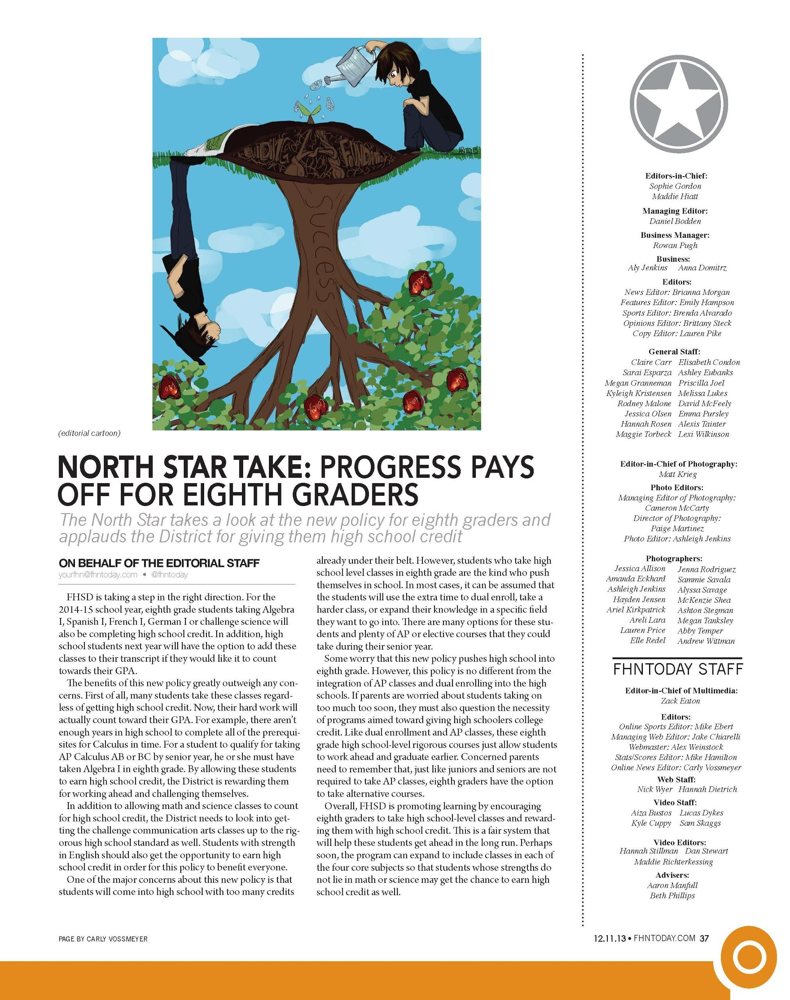 BUILDING
SUCCESS
SUCCESS
College
(editorial cartoon)
NORTH STAR TAKE: PROGRESS PAYS
OFF FOR EIGHTH GRADERS
The North Star takes a look at the new policy for eighth graders and
applauds the District for giving them high school credit
ON BEHALF OF THE EDITORIAL STAFF
yourfhn@fhntoday.com • @fhntoday
FHSD is taking a step in the right direction. For the
2014-15 school year, eighth grade students taking Algebra
I, Spanish I, French I, German I or challenge science will
also be completing high school credit. In addition, high
school students next year will have the option to add these
classes to their transcript if they would like it to count
towards their GPA.
The benefits of this new policy greatly outweigh any con-
cerns. First of all, many students take these classes regard-
less of getting high school credit. Now, their hard work will
actually count toward their GPA. For example, there aren't
enough years in high school to complete all of the prerequi-
sites for Calculus in time. For a student to qualify for taking
AP Calculus AB or BC by senior year, he or she must have
taken Algebra I in eighth grade. By allowing these students
to earn high school credit, the District is rewarding them
for working ahead and challenging themselves.
In addition to allowing math and science classes to count
for high school credit, the District needs to look into get-
ting the challenge communication arts classes up to the rig-
orous high school standard as well. Students with strength
in English should also get the opportunity to earn high
school credit in order for this policy to benefit everyone.
One of the major concerns about this new policy is that
students will come into high school with too many credits
already under their belt. However, students who take high
school level classes in eighth grade are the kind who push
themselves in school. In most cases, it can be assumed that
the students will use the extra time to dual enroll, take a
harder class, or expand their knowledge in a specific field
they want to go into. There are many options for these stu-
dents and plenty of AP or elective courses that they could
take during their senior year.
Some worry that this new policy pushes high school into
eighth grade. However, this policy is no different from the
integration of AP classes and dual enrolling into the high
schools. If parents are worried about students taking on
too much too soon, they must also question the necessity
of programs aimed toward giving high schoolers college
credit. Like dual enrollment and AP classes, these eighth
grade high school-level rigorous courses just allow students
to work ahead and graduate earlier. Concerned parents
need to remember that, just like juniors and seniors are not
required to take AP classes, eighth graders have the option
to take alternative courses.
Overall, FHSD is promoting learning by encouraging
eighth graders to take high school-level classes and reward-
ing them with high school credit. This is a fair system that
will help these students get ahead in the long run. Perhaps
soon, the program can expand to include classes in each of
the four core subjects so that students whose strengths do
not lie in math or science may get the chance to earn high
school credit as well.
Editors-in-Chief:
Sophie Gordon
Maddie Hiatt
Managing Editor:
Daniel Bodden
Business Manager:
Rowan Pugh
Business:
Aly Jenkins Anna Domitrz
Editors:
News Editor: Brianna Morgan
Features Editor: Emily Hampson
Sports Editor: Brenda Alvarado
Opinions Editor: Brittany Steck
Copy Editor: Lauren Pike
General Staff:
Claire Carr Elisabeth Condon
Sarai Esparza Ashley Eubanks
Megan Granneman Priscilla Joel
Kyleigh Kristensen Melissa Lukes
Rodney Malone David McFeely
Jessica Olsen Emma Pursley
Hannah Rosen Alexis Tainter
Maggie Torbeck Lexi Wilkinson
Editor-in-Chief of Photography:
Matt Krieg
Photo Editors:
Managing Editor of Photography:
Cameron McCarty
Director of Photography:
Paige Martinez
Photo Editor: Ashleigh Jenkins
Photographers:
Jessica Allison Jenna Rodriguez
Amanda Eckhard Sammie Savala
Ashleigh Jenkins Alyssa Savage
Hayden Jensen McKenzie Shea
Ariel Kirkpatrick Ashton Stegman
Areli Lara Megan Tanksley
Lauren Price Abby Temper
Elle Redel Andrew Wittman
FHNTODAY STAFF
Editor-in-Chief of Multimedia:
Zack Eaton
Editors:
Online Sports Editor: Mike Ebert
Managing Web Editor: Jake Chiarelli
Webmaster: Alex Weinstock
Stats/Scores Editor: Mike Hamilton
Online News Editor: Carly Vossmeyer
Web Staff:
Nick Wyer Hannah Dietrich
Video Staff:
Aiza Bustos Lucas Dykes
Kyle Cuppy Sam Skaggs
Video Editors:
Hannah Stillman Dan Stewart
Maddie Richterkessing
Advisers:
Aaron Manfull
Beth Phillips
PAGE BY CARLY VOSSMEYER
12.11.13 • FHNTODAY.COM 37